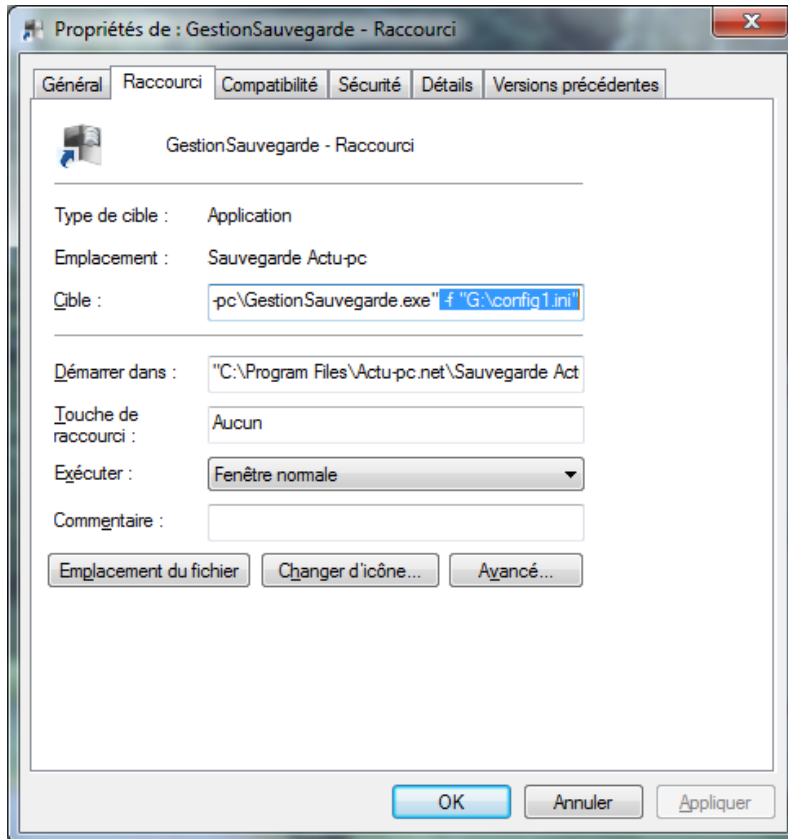 Propriétés de : GestionSauvegarde - Raccourci
Général Raccourci Compatibilité Sécurité Détails Versions précédentes
GestionSauvegarde - Raccourci
Type de cible : Application
Emplacement : Sauvegarde Actu-pc
Cible : -pc\GestionSauvegarde.exe" -f "G:\config1.ini"
Démarrer dans : "C:\Program Files\Actu-pc.net\Sauvegarde Act
Touche de
raccourci : Aucun
Exécuter : Fenêtre normale
Commentaire :
Emplacement du fichier Changer d'icône... Avancé...
OK Annuler Appliquer